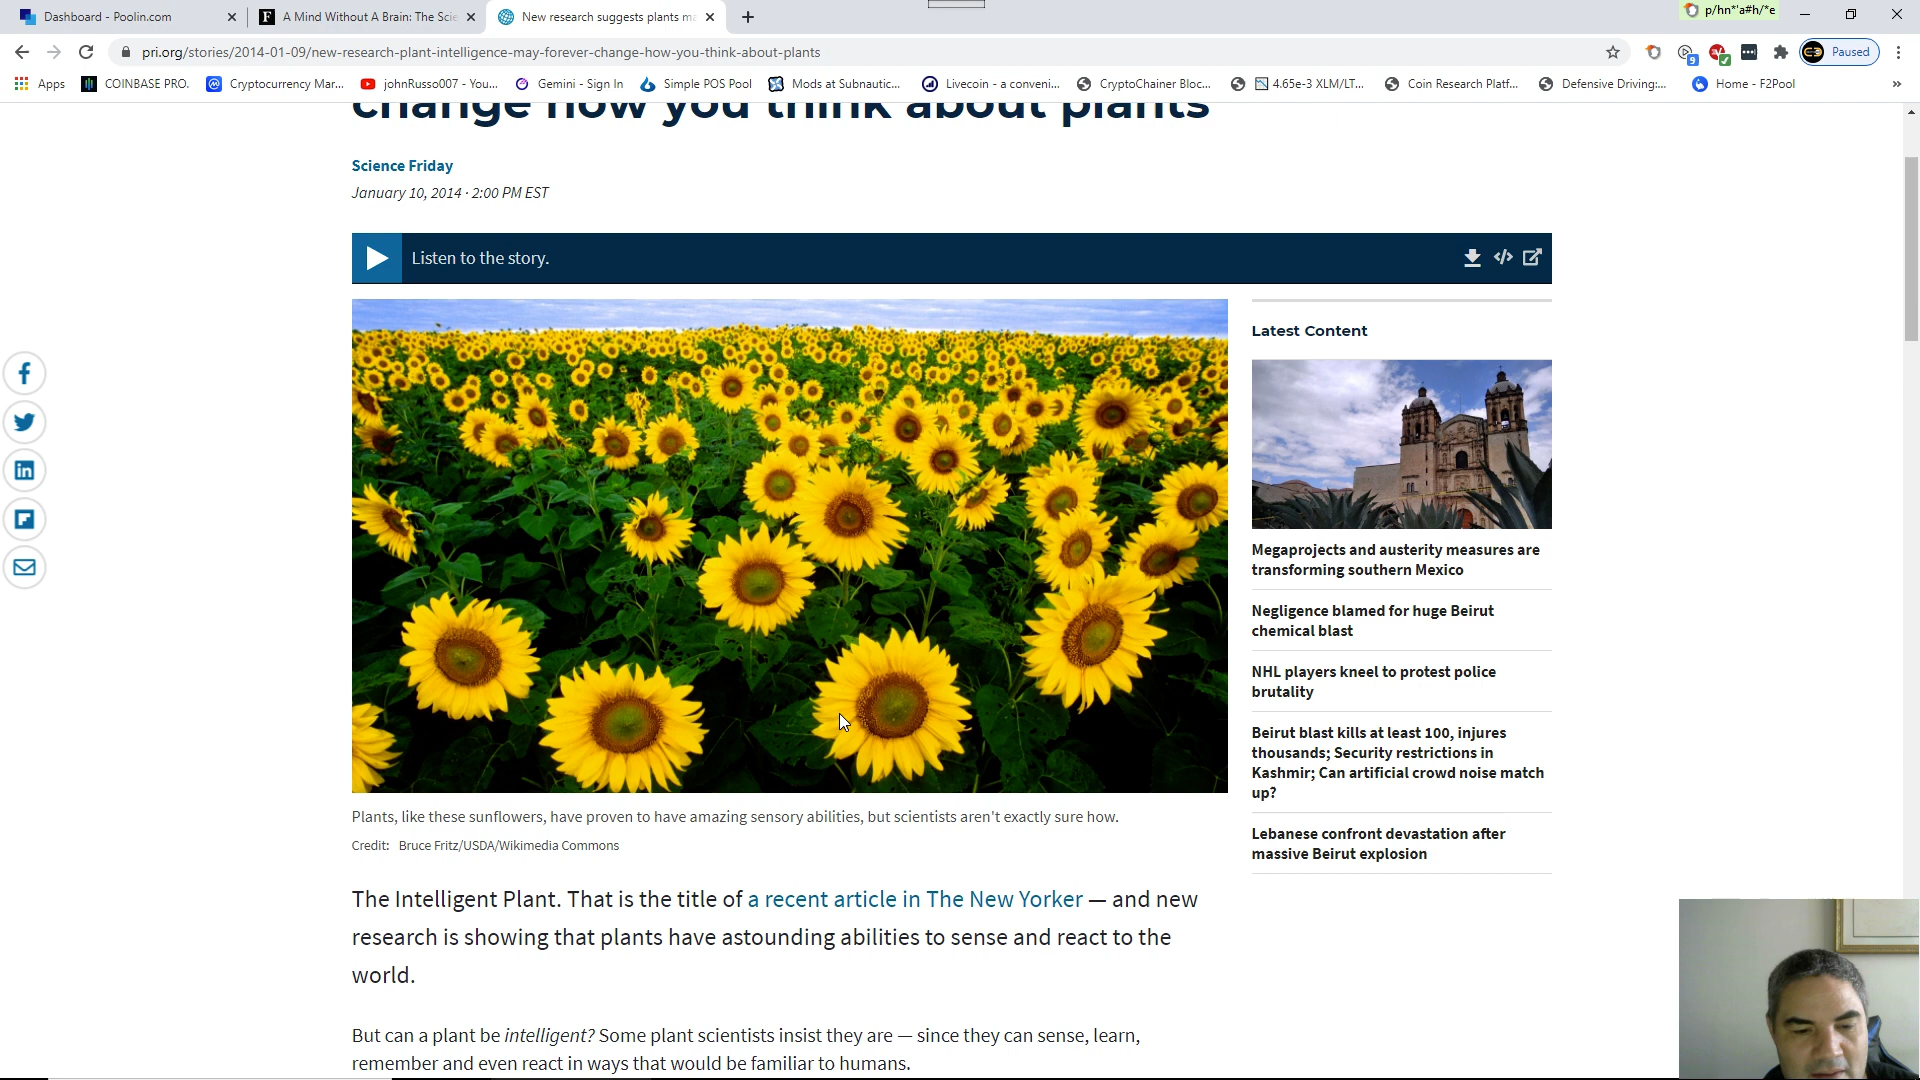 Dashboard - Poolin.com
A Mind Without A Brain: The Scie
New research suggests plants ma
p/hn*'a#h/*e
pri.org/stories/2014-01-09/new-research-plant-intelligence-may-forever-change-how-you-think-about-plants
9
Paused
Apps
COINBASE PRO.
Cryptocurrency Mar...
johnRusso007 - You...
Gemini - Sign In
Simple POS Pool
Mods at Subnautic...
Livecoin - a conveni...
CryptoChainer Bloc...
4.65e-3 XLM/LT...
Coin Research Platf...
Defensive Driving:...
Home - F2Pool
»
change how you think about plants
Science Friday
January 10, 2014 · 2:00 PM EST
Listen to the story.
Plants, like these sunflowers, have proven to have amazing sensory abilities, but scientists aren't exactly sure how.
Credit: Bruce Fritz/USDA/Wikimedia Commons
The Intelligent Plant. That is the title of a recent article in The New Yorker — and new
research is showing that plants have astounding abilities to sense and react to the
world.
But can a plant be intelligent? Some plant scientists insist they are — since they can sense, learn,
remember and even react in ways that would be familiar to humans.
Latest Content
Megaprojects and austerity measures are
transforming southern Mexico
Negligence blamed for huge Beirut
chemical blast
NHL players kneel to protest police
brutality
Beirut blast kills at least 100, injures
thousands; Security restrictions in
Kashmir; Can artificial crowd noise match
up?
Lebanese confront devastation after
massive Beirut explosion